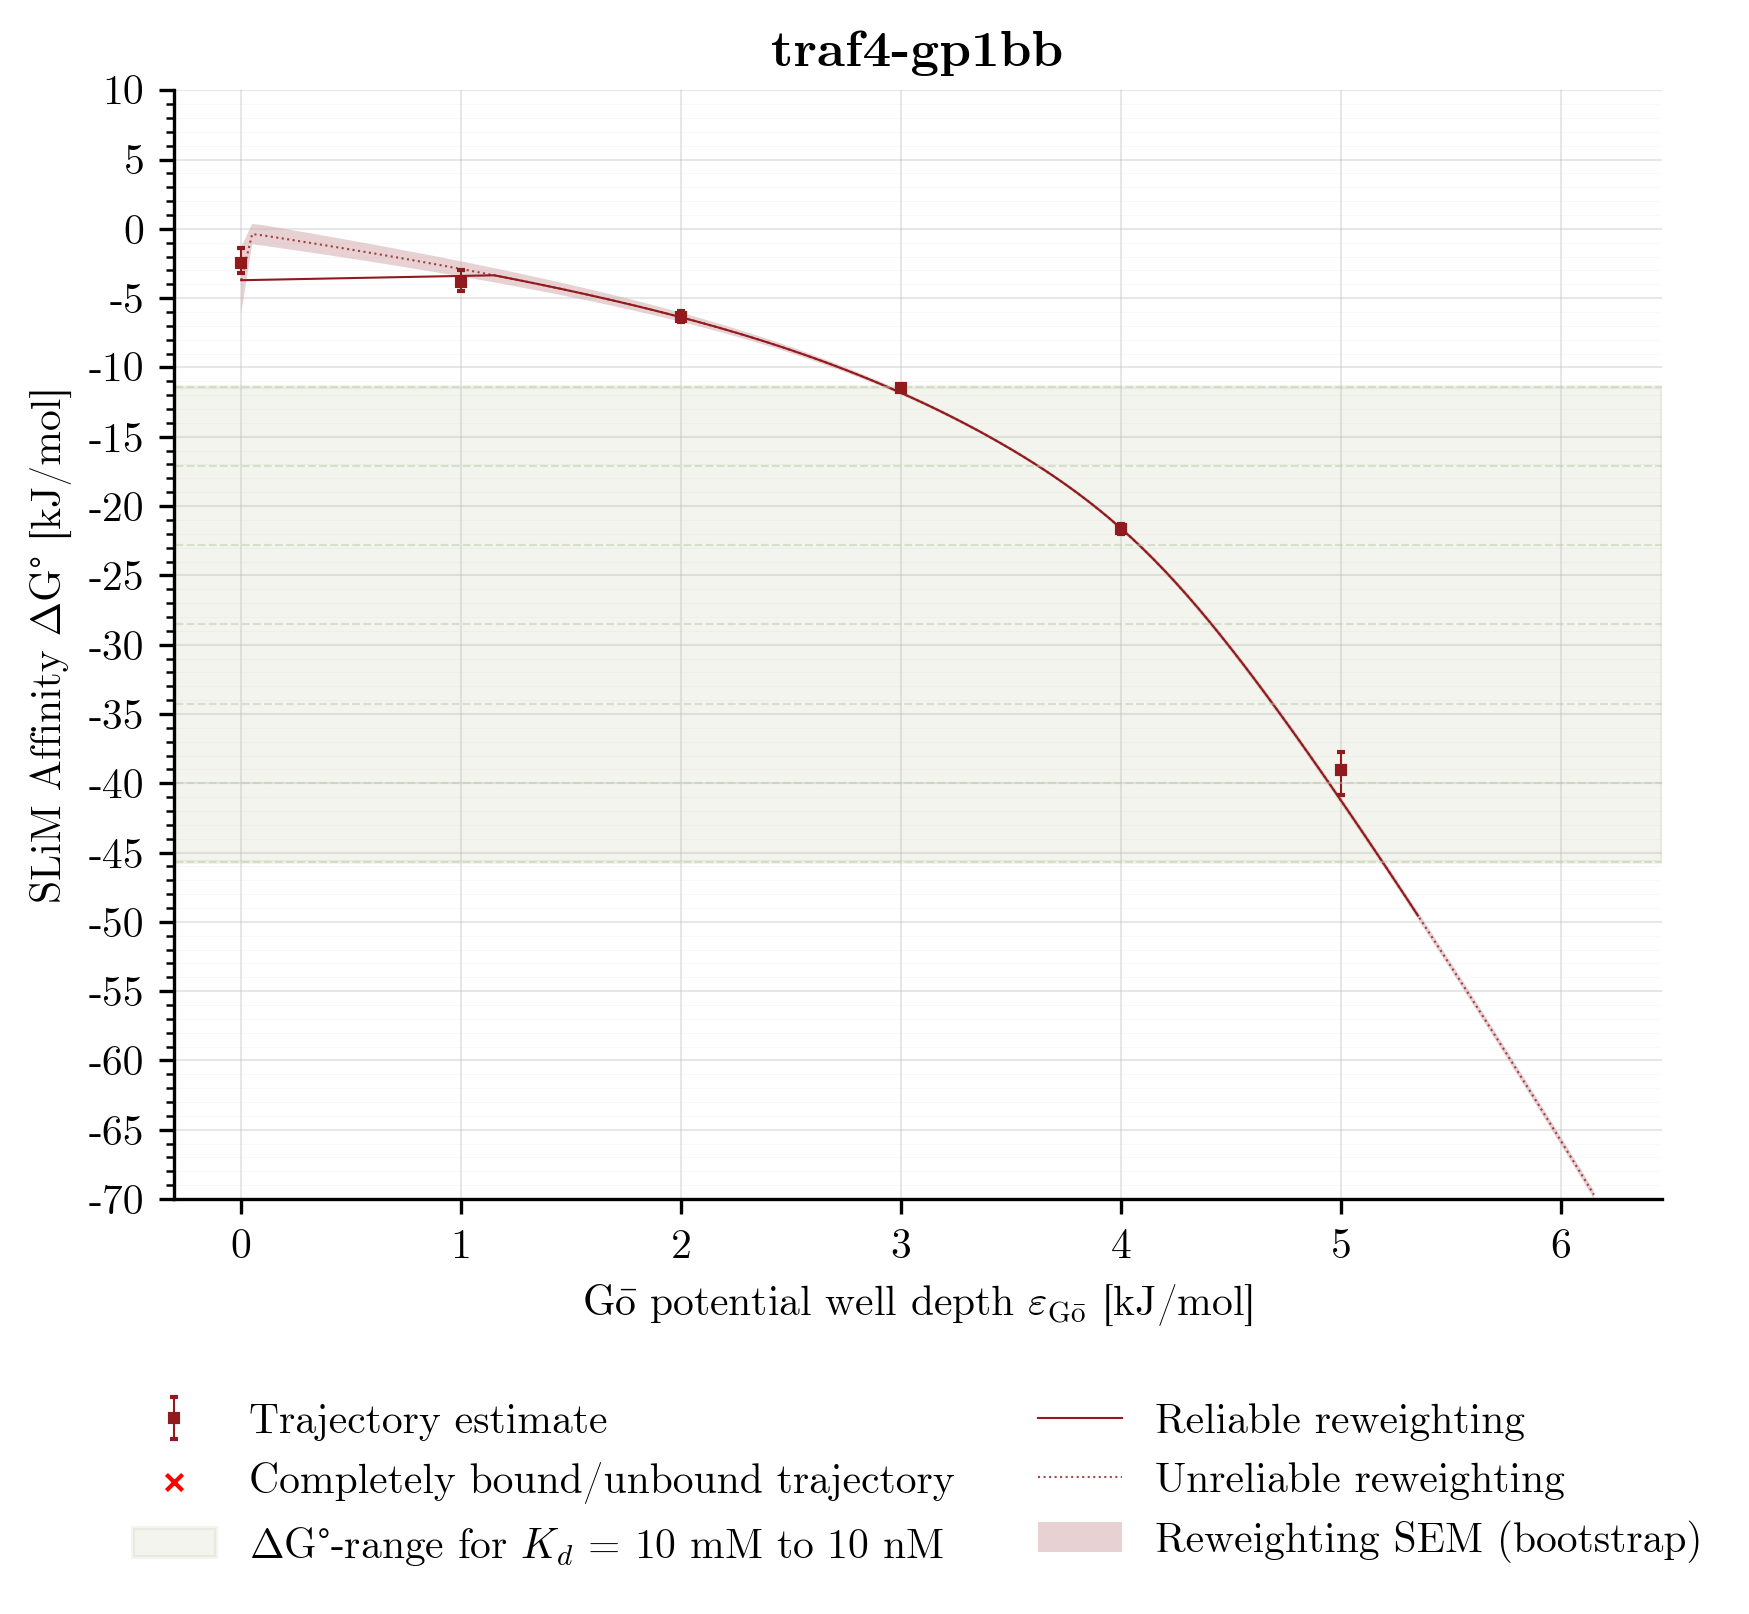 traf4-gp1bb
10
5
0
-5
-10
-15
-20
-25
-30
-35
-40
-45
-50
-55
-60
-65
-70
SLiM Affinity ΔG° [kJ/mol]
0 1 2 3 4 5 6
Gō potential well depth εGō [kJ/mol]
Trajectory estimate
Completely bound/unbound trajectory
ΔG°-range for Kd = 10 mM to 10 nM
Reliable reweighting
Unreliable reweighting
Reweighting SEM (bootstrap)